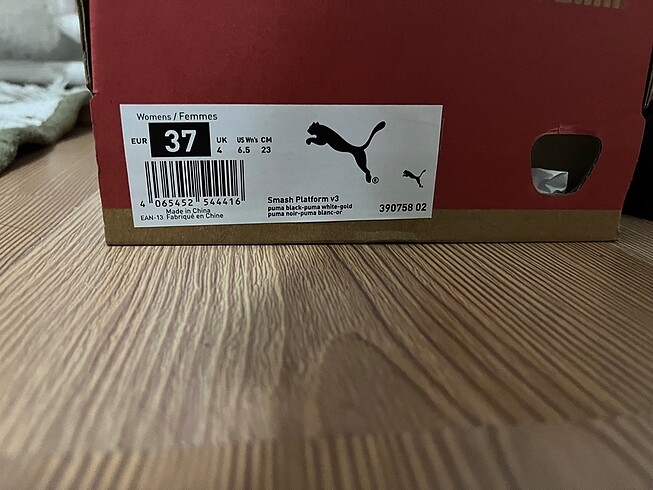 Womens / Femmes
EUR 37 UK US Wn's CM
4 6.5 23
4 065452 544416
Made in China
EAN-13 Fabriqué en Chine
Smash Platform v3
puma black-puma white-gold
puma noir-puma blanc-or
390758 02
®